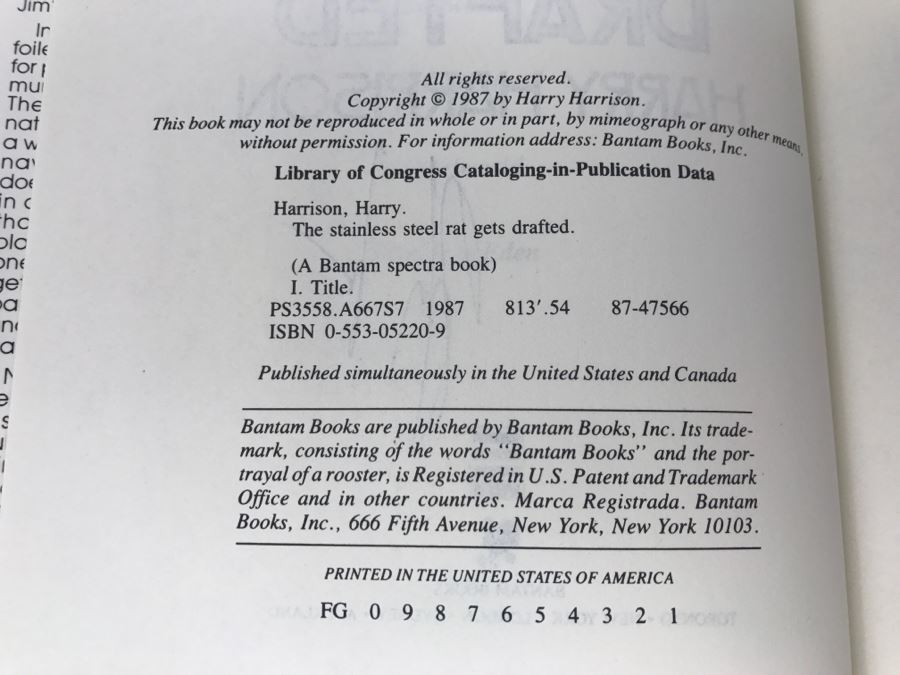 Jim
foile
for
mu
The
nat
a w
All rights reserved.
Copyright © 1987 by Harry Harrison.
This book may not be reproduced in whole or in part, by mimeograph or any other means,
without permission. For information address: Bantam Books, Inc.
Library of Congress Cataloging-in-Publication Data
Harrison, Harry.
The stainless steel rat gets drafted.
(A Bantam spectra book)
I. Title.
PS3558.A667S7 1987 813′.54 87-47566
ISBN 0-553-05220-9
Published simultaneously in the United States and Canada
Bantam Books are published by Bantam Books, Inc. Its trade-
mark, consisting of the words "Bantam Books" and the por-
trayal of a rooster, is Registered in U.S. Patent and Trademark
Office and in other countries. Marca Registrada. Bantam
Books, Inc., 666 Fifth Avenue, New York, New York 10103.
PRINTED IN THE UNITED STATES OF AMERICA
FG 0 9 8 7 6 5 4 3 2 1